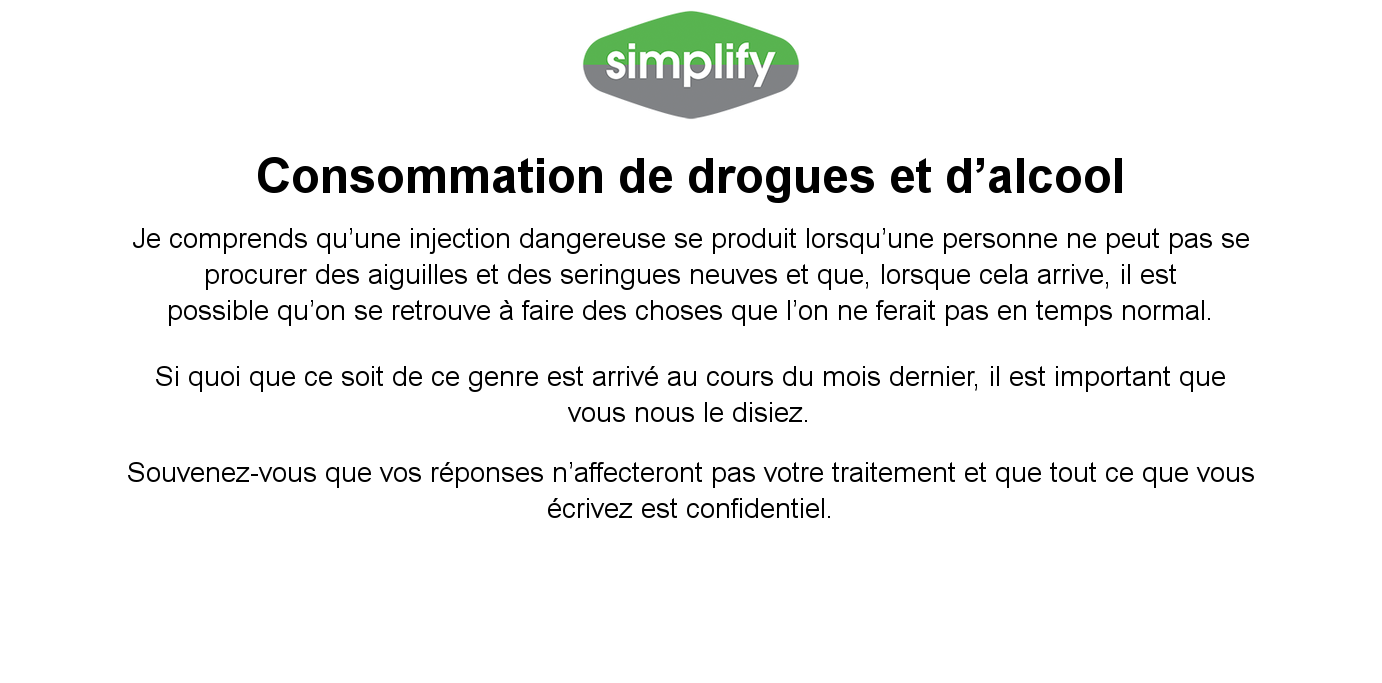 simplify
Consommation de drogues et d’alcool
Je comprends qu’une injection dangereuse se produit lorsqu’une personne ne peut pas se
procurer des aiguilles et des seringues neuves et que, lorsque cela arrive, il est
possible qu’on se retrouve à faire des choses que l’on ne ferait pas en temps normal.
Si quoi que ce soit de ce genre est arrivé au cours du mois dernier, il est important que
vous nous le disiez.
Souvenez-vous que vos réponses n’affecteront pas votre traitement et que tout ce que vous
écrivez est confidentiel.